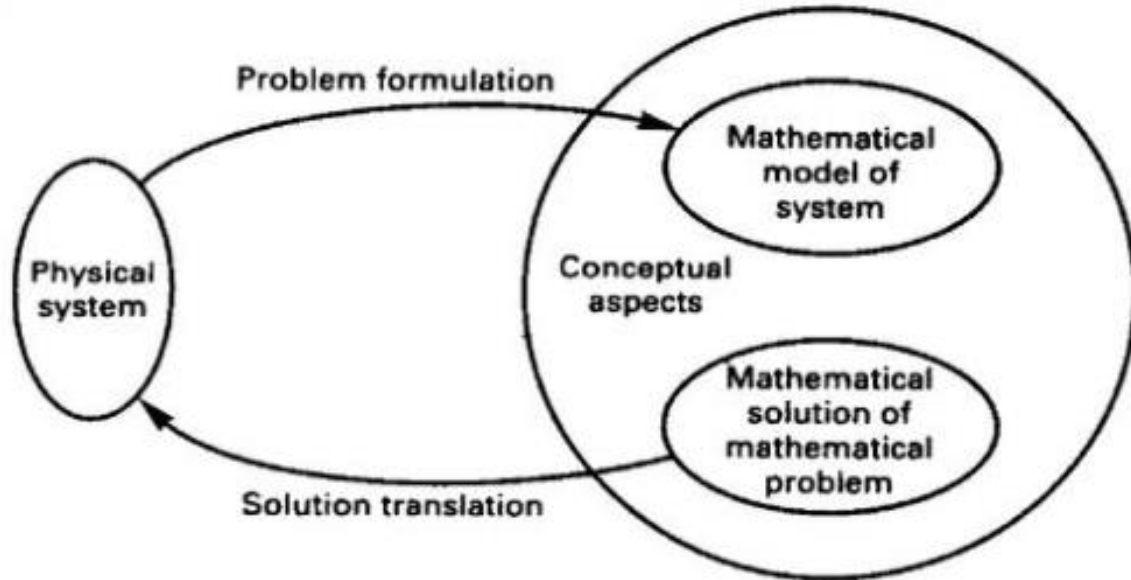 Problem formulation
Mathematical
model of
system
Physical
system
Conceptual
aspects
Mathematical
solution of
mathematical
problem
Solution translation